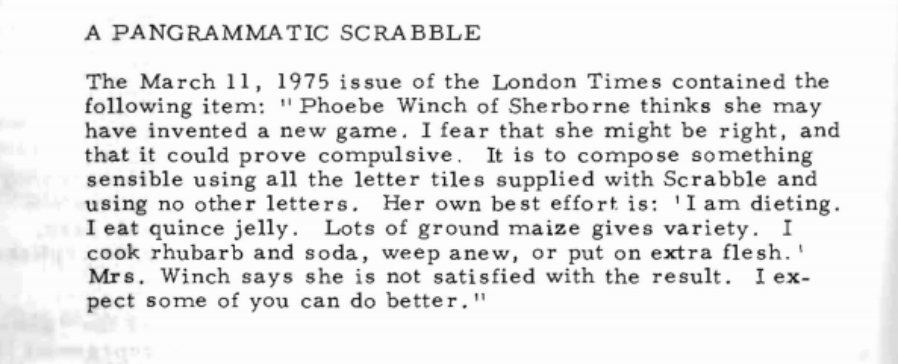 A PANGRAMMATIC SCRABBLE
The March 11, 1975 issue of the London Times contained the
following item: "Phoebe Winch of Sherborne thinks she may
have invented a new game. I fear that she might be right, and
that it could prove compulsive. It is to compose something
sensible using all the letter tiles supplied with Scrabble and
using no other letters. Her own best effort is: 'I am dieting.
I eat quince jelly. Lots of ground maize gives variety. I
cook rhubarb and soda, weep anew, or put on extra flesh.'
Mrs. Winch says she is not satisfied with the result. I ex-
pect some of you can do better."